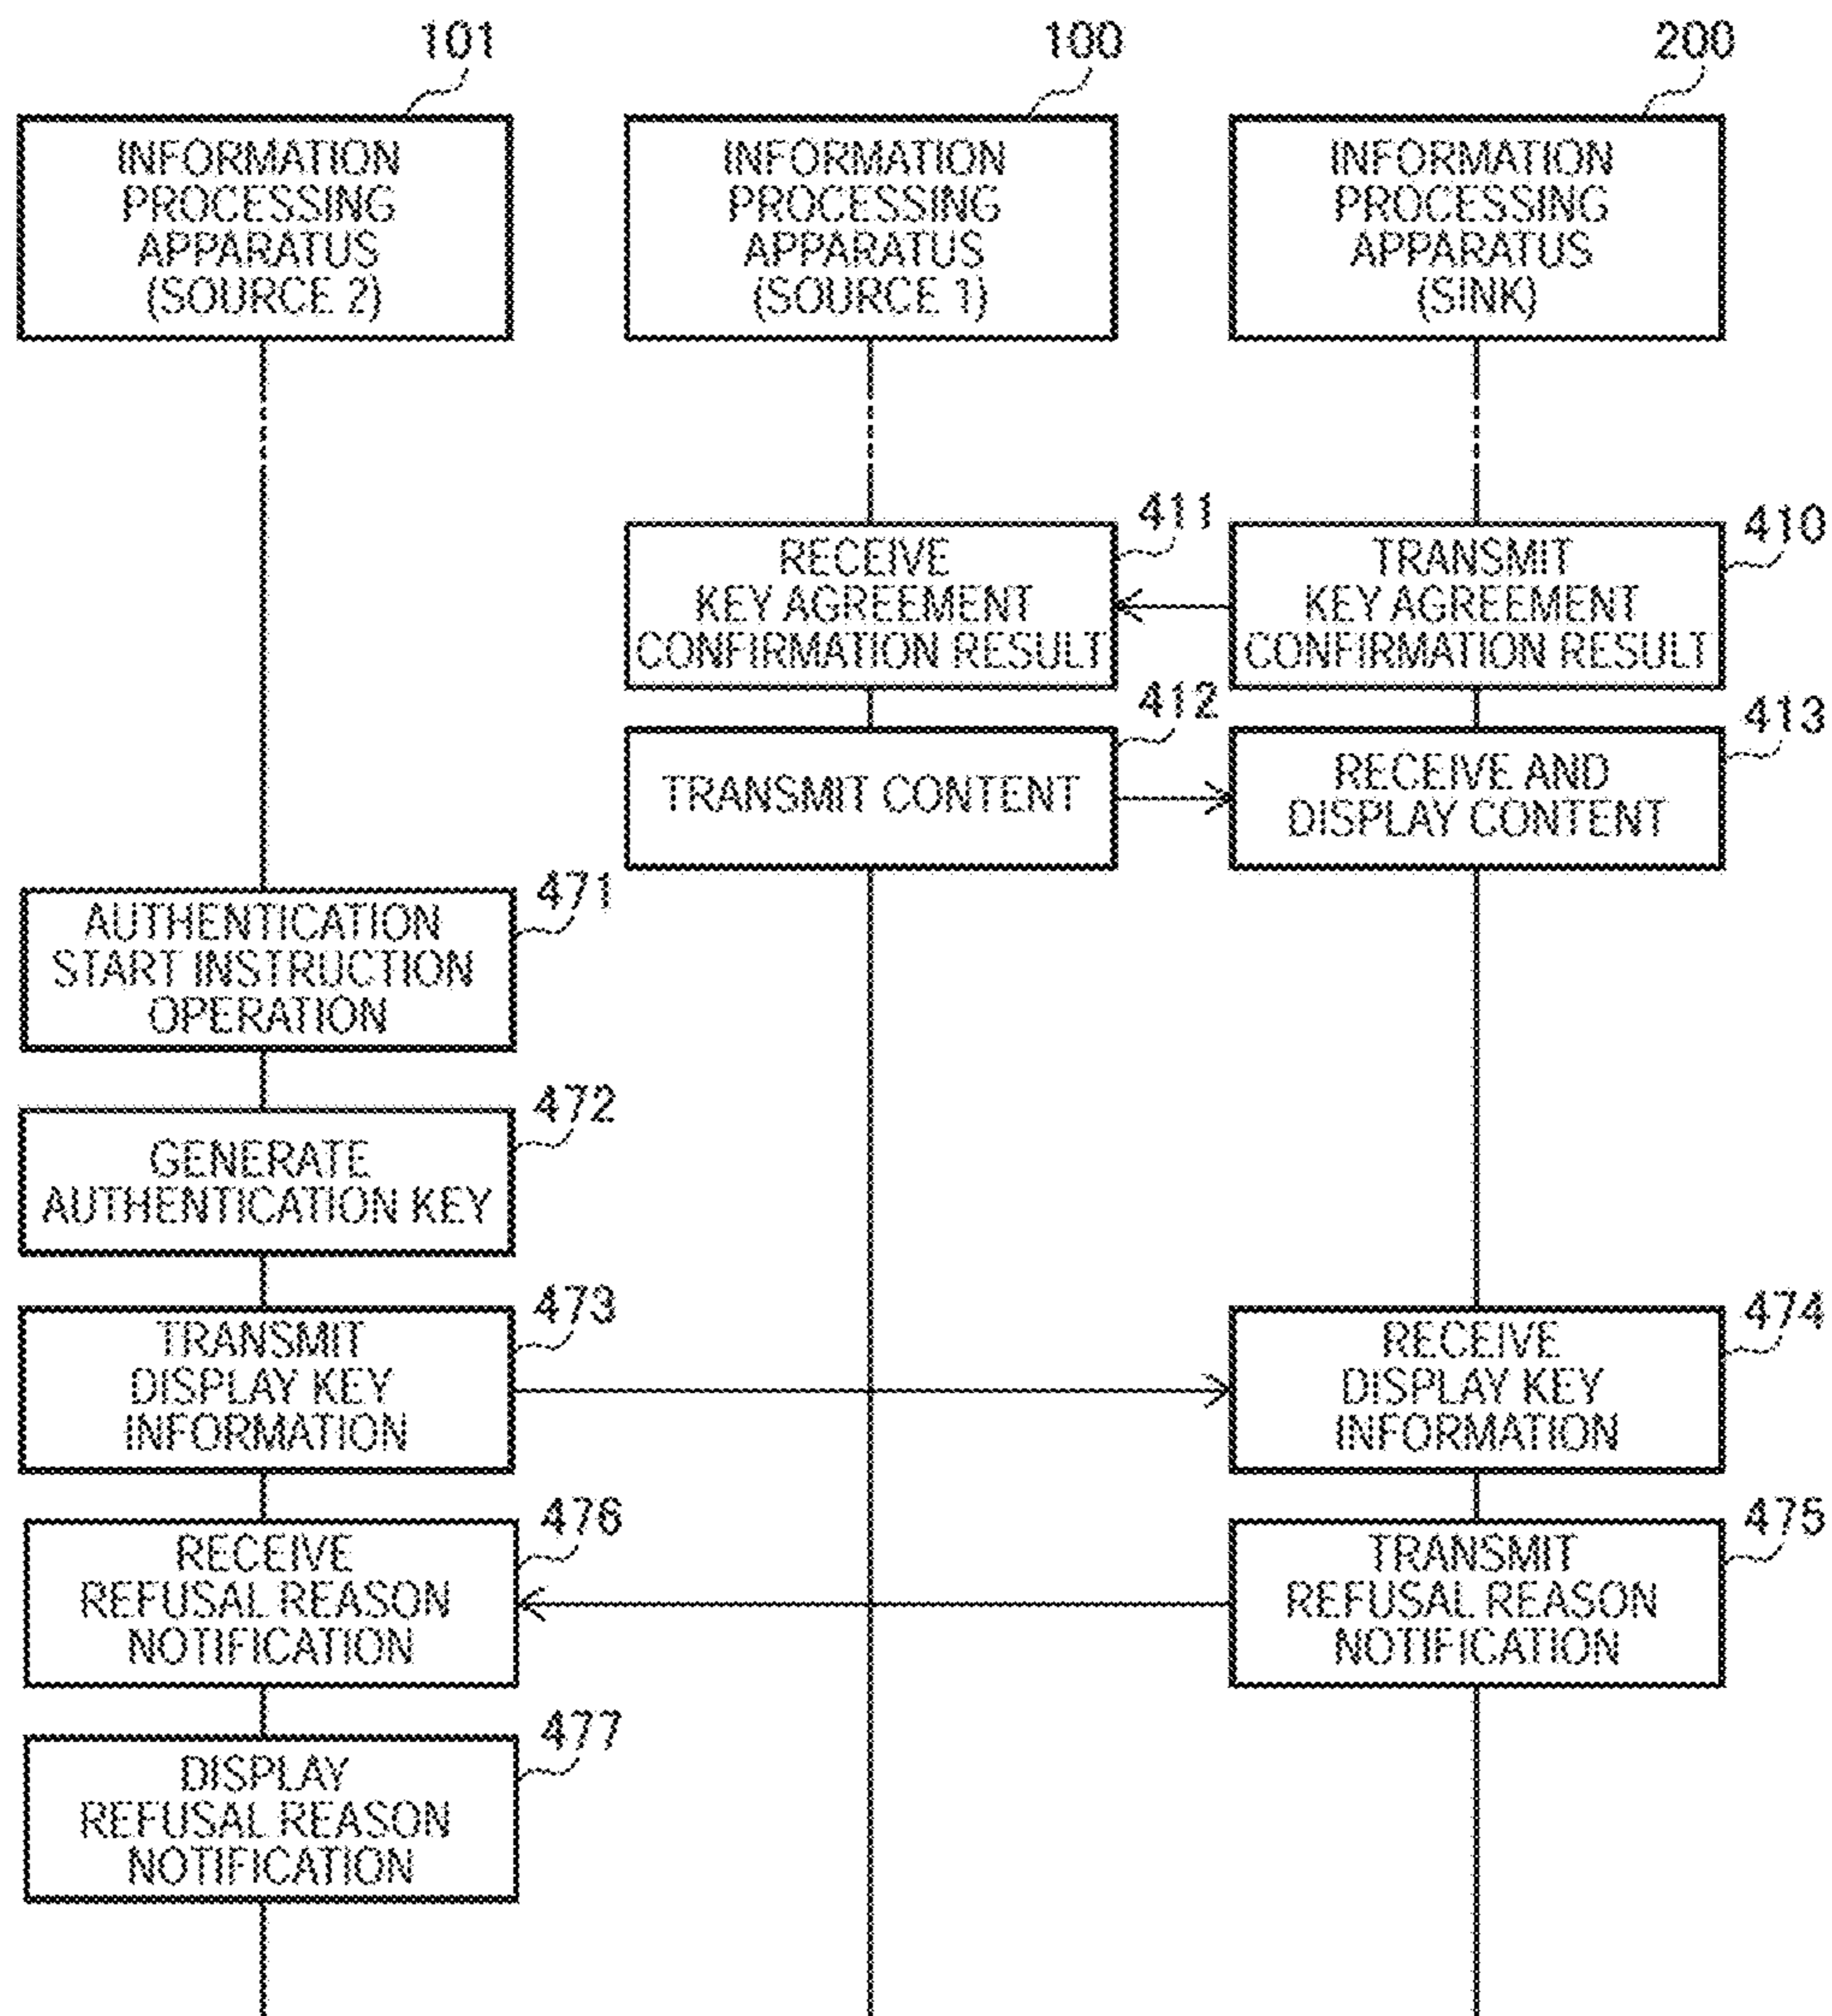 101
100
200
INFORMATION
PROCESSING
APPARATUS
(SOURCE 2)
INFORMATION
PROCESSING
APPARATUS
(SOURCE 1)
INFORMATION
PROCESSING
APPARATUS
(SINK)
411
RECEIVE
KEY AGREEMENT
CONFIRMATION RESULT
410
TRANSMIT
KEY AGREEMENT
CONFIRMATION RESULT
412
TRANSMIT CONTENT
413
RECEIVE AND
DISPLAY CONTENT
471
AUTHENTICATION
START INSTRUCTION
OPERATION
472
GENERATE
AUTHENTICATION KEY
473
TRANSMIT
DISPLAY KEY
INFORMATION
474
RECEIVE
DISPLAY KEY
INFORMATION
476
RECEIVE
REFUSAL REASON
NOTIFICATION
475
TRANSMIT
REFUSAL REASON
NOTIFICATION
477
DISPLAY
REFUSAL REASON
NOTIFICATION